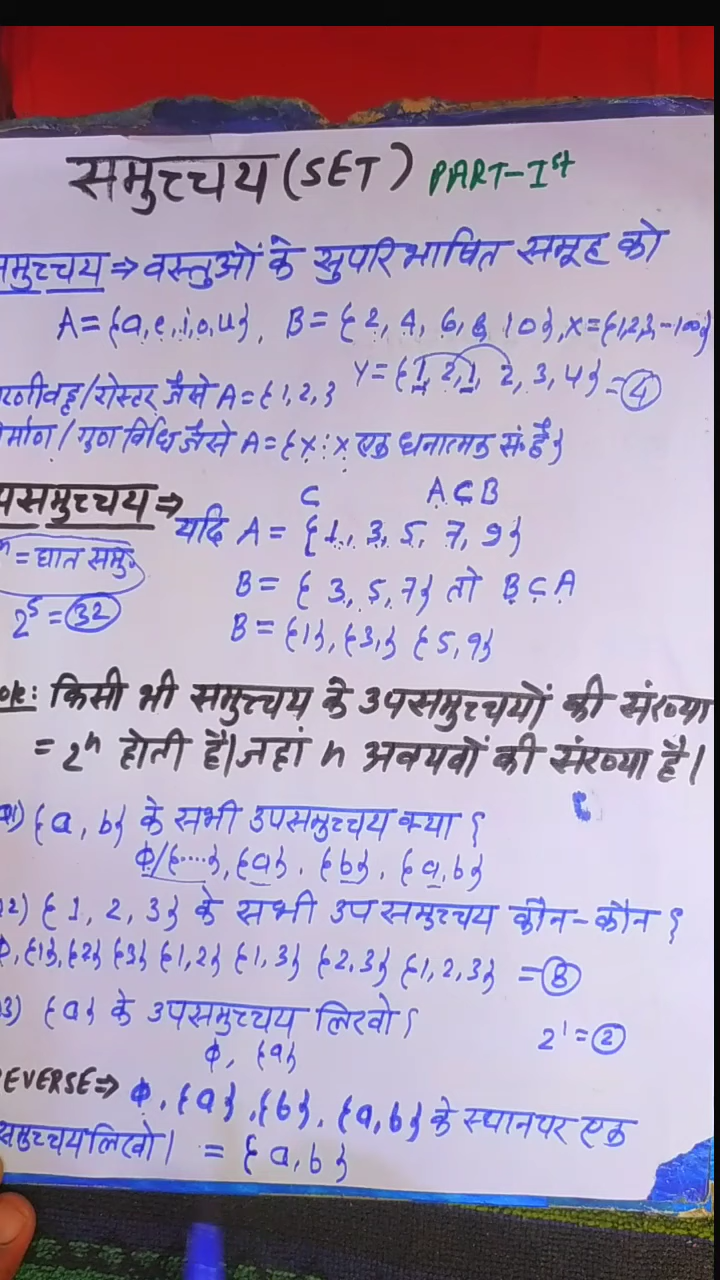 समुच्चय (SET) PART-Ist
समुच्चय ⇒ वस्तुओं के सुपरिभाषित समूह को
A = {a, e, i, o, u}, B = {2, 4, 6, 8, 10}, X = {1,2,3, --100}
Y = {1, 2, 1, 2, 3, 4} = 4
/रोस्टर जैसे A = {1, 2, 3
/गुण विधि जैसे A = {x : x एक धनात्मक सं. है}
⊂ A ⊂ B
उपसमुच्चय ⇒ यदि A = {1, 3, 5, 7, 9}
= घात समु.
B = {3, 5, 7} तो B ⊂ A
2⁵ = 32
B = {1}, {3,} {5, 9}
किसी भी समुच्चय के उपसमुच्चयों की संख्या
= 2ⁿ होती है। जहां n अवयवों की संख्या है।
{a, b} के सभी उपसमुच्चय क्या ?
ϕ/{....}, {a}, {b}, {a, b}
2) {1, 2, 3} के सभी उपसमुच्चय कौन-कौन ?
ϕ, {1}, {2} {3} {1, 2} {1, 3} {2, 3} {1, 2, 3} = 8
3) {a} के उपसमुच्चय लिखो ?
2¹ = 2
ϕ, {a}
EVERSE ⇒ ϕ, {a}, {b}, {a, b} के स्थान पर एक
समुच्चय लिखो। = {a, b}